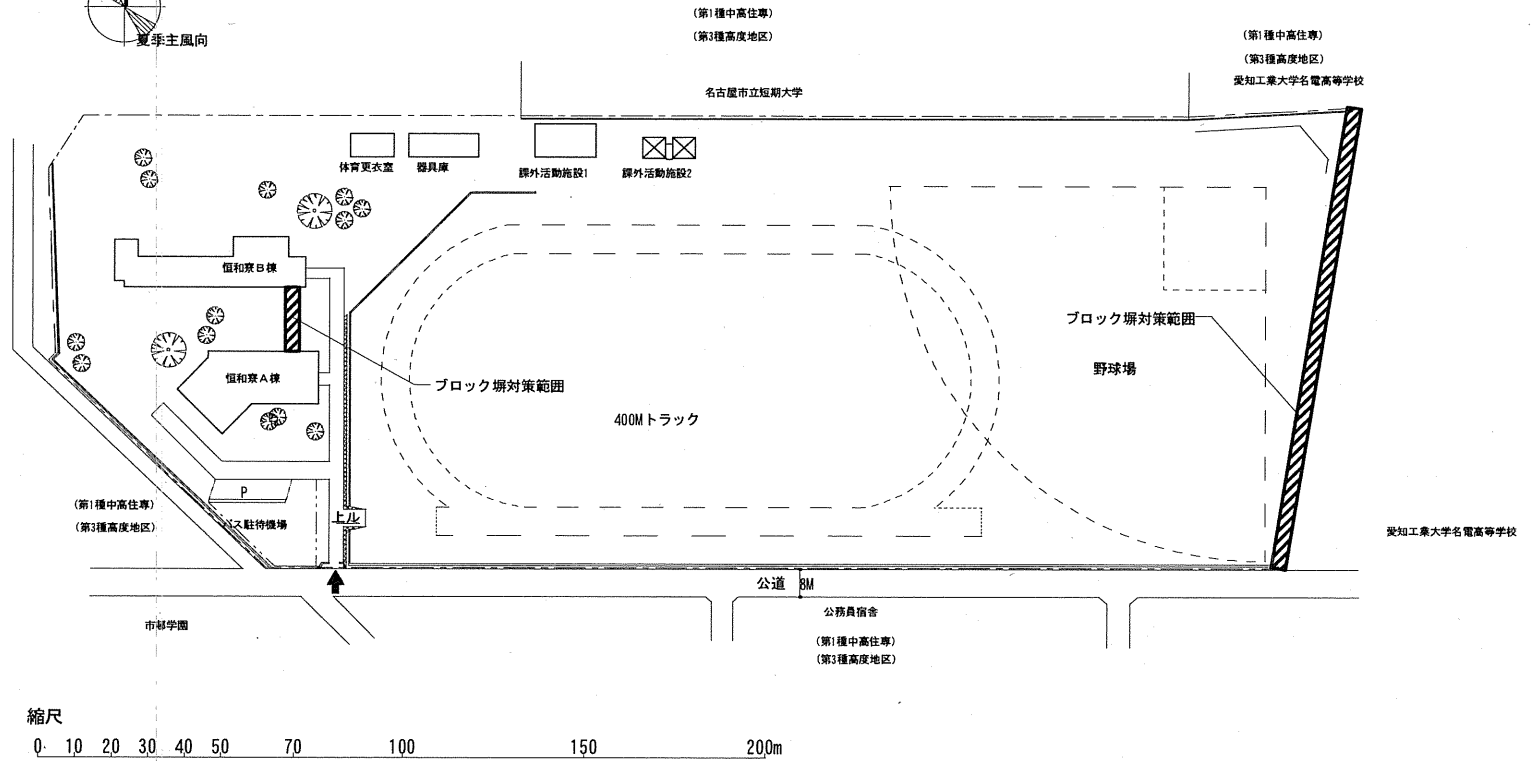 夏季主風向
(第1種中高住専)
(第3種高度地区)
(第1種中高住専)
(第3種高度地区)
愛知工業大学名電高等学校
名古屋市立短期大学
体育更衣室
器具庫
課外活動施設1
課外活動施設2
恒和寮B棟
ブロック塀対策範囲
野球場
恒和寮A棟
ブロック塀対策範囲
400Mトラック
P
(第1種中高住専)
(第3種高度地区)
バス駐待機場
上ル
愛知工業大学名電高等学校
公道 8M
公務員宿舎
市邨学園
(第1種中高住専)
(第3種高度地区)
縮尺
0 10 20 30 40 50 70 100 150 200m